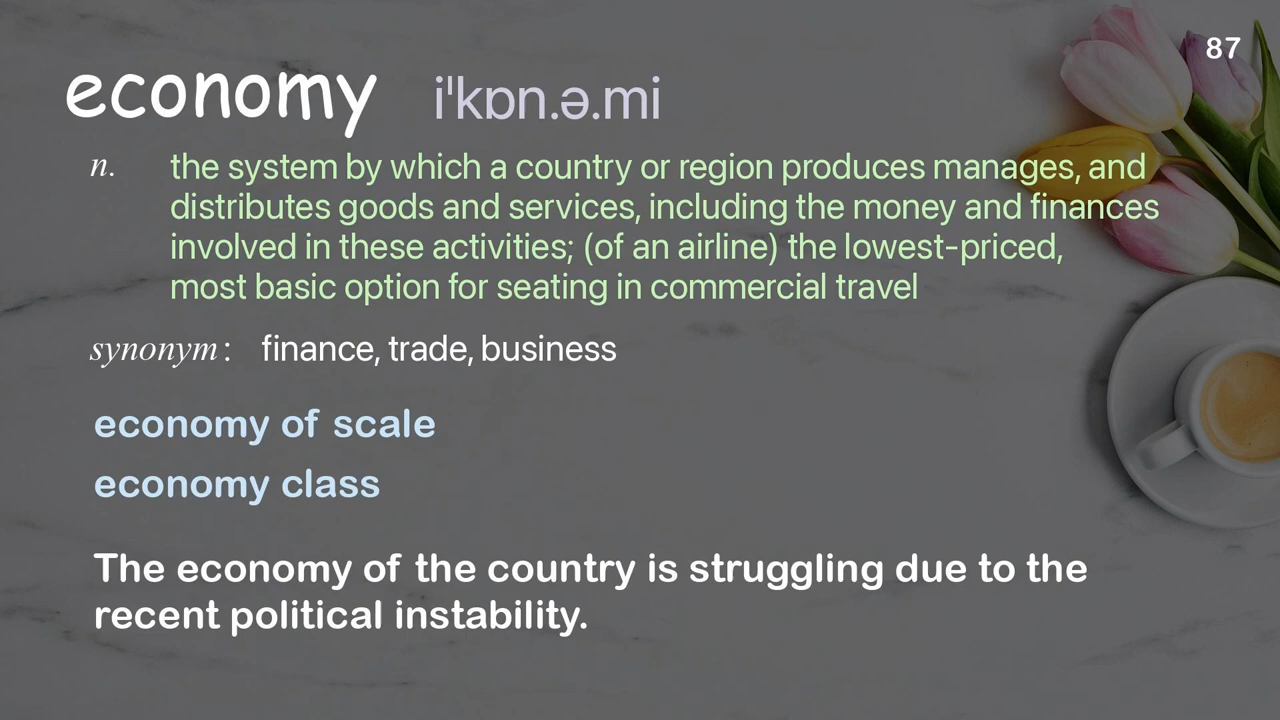 87
economy iˈkɒn.ə.mi
n. the system by which a country or region produces manages, and
distributes goods and services, including the money and finances
involved in these activities; (of an airline) the lowest-priced,
most basic option for seating in commercial travel
synonym: finance, trade, business
economy of scale
economy class
The economy of the country is struggling due to the
recent political instability.